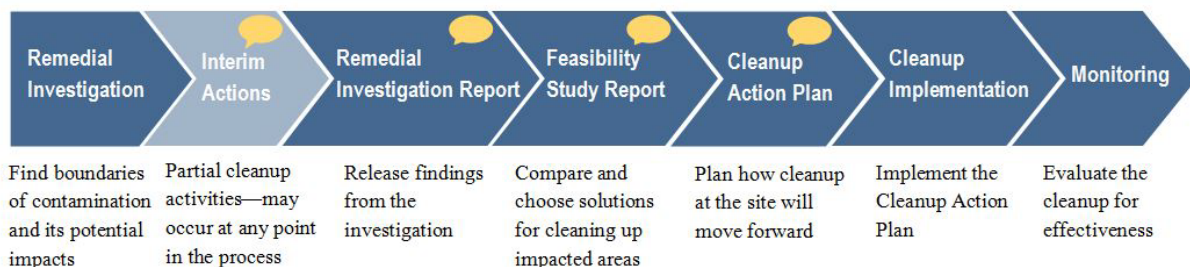 Remedial
Investigation
Interim
Actions
Remedial
Investigation Report
Feasibility
Study Report
Cleanup
Action Plan
Cleanup
Implementation
Monitoring
Find boundaries
of contamination
and its potential
impacts
Partial cleanup
activities—may
occur at any point
in the process
Release findings
from the
investigation
Compare and
choose solutions
for cleaning up
impacted areas
Plan how cleanup
at the site will
move forward
Implement the
Cleanup Action
Plan
Evaluate the
cleanup for
effectiveness